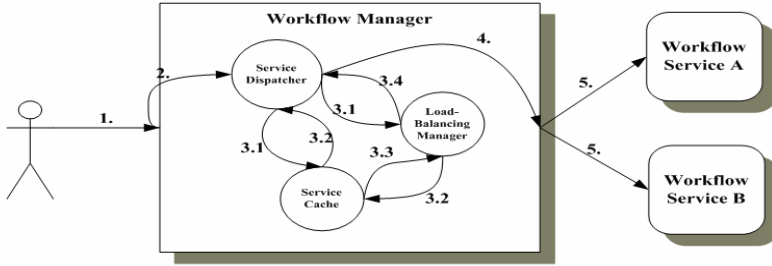 Workflow Manager
4.
2.
Service
Dispatcher
3.4
3.1
Load-
Balancing
Manager
1.
3.1
3.2
3.3
Service
Cache
3.2
5.
Workflow
Service A
5.
Workflow
Service B